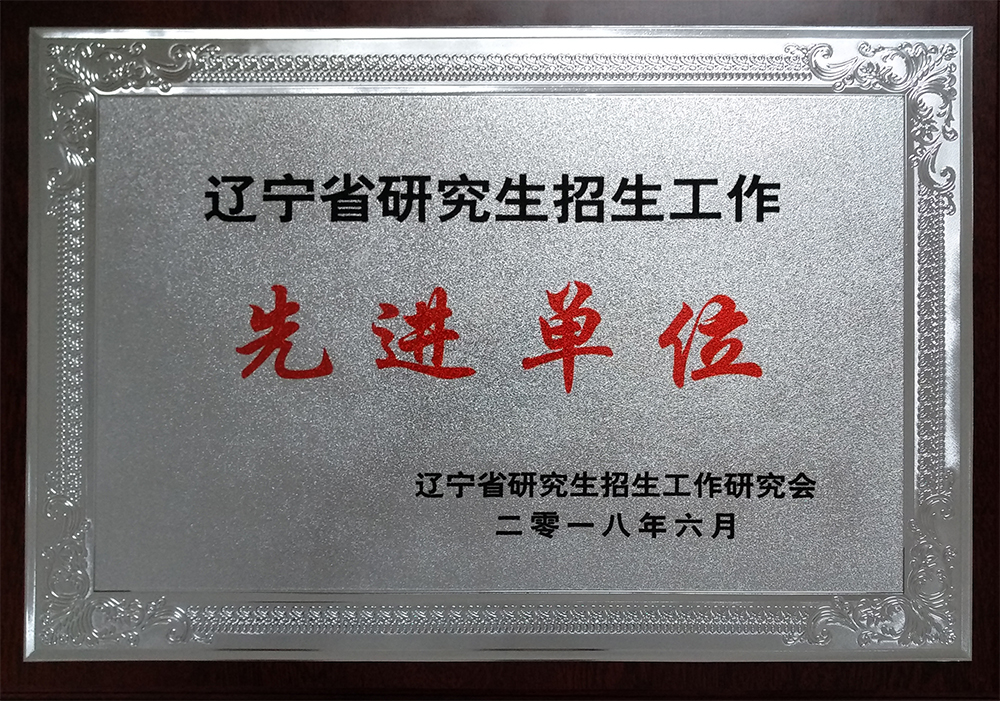 辽宁省研究生招生工作
先进单位
辽宁省研究生招生工作研究会
二零一八年六月